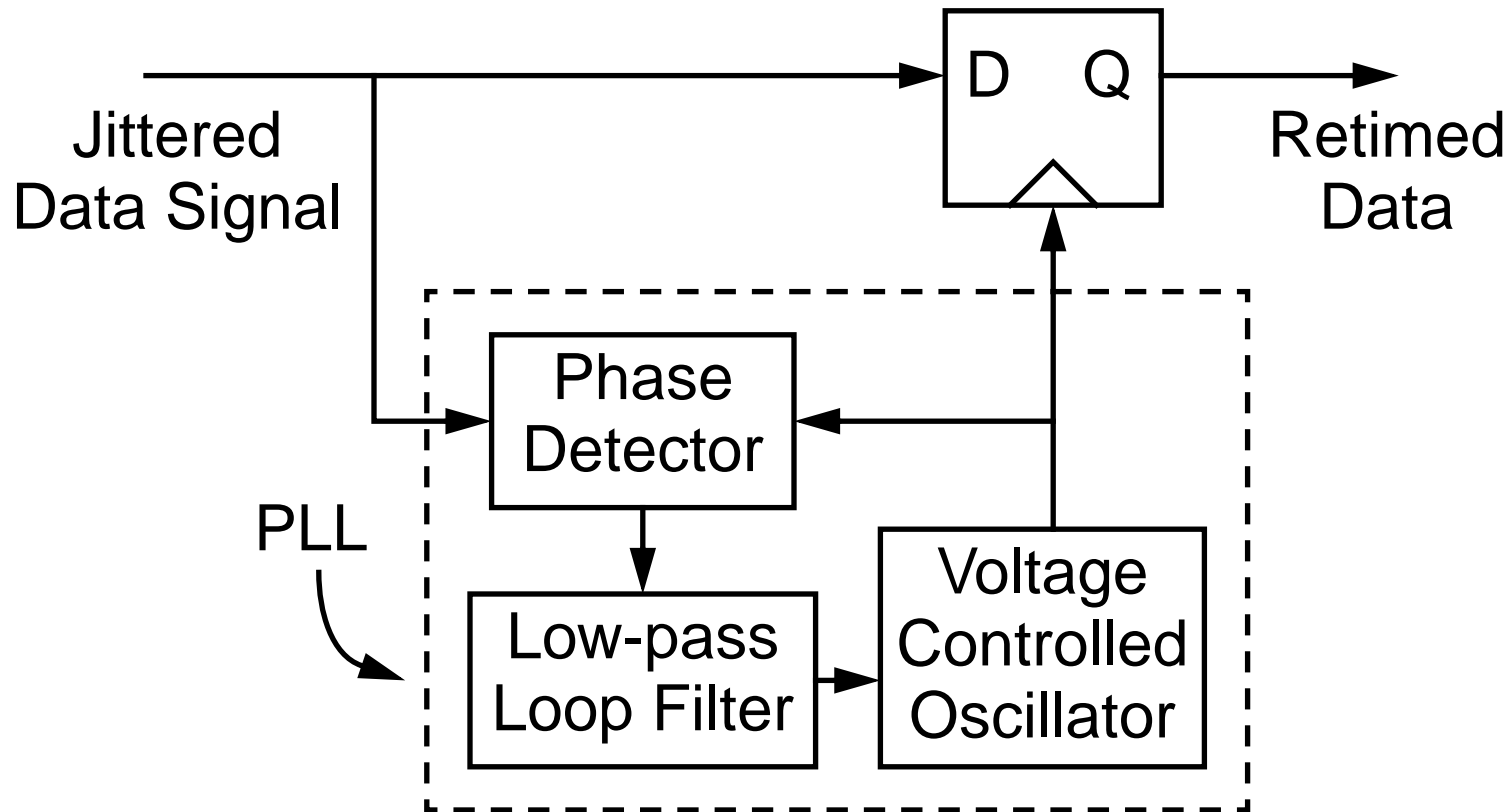 D Q
Jittered
Data Signal
Retimed
Data
Phase
Detector
PLL
Low-pass
Loop Filter
Voltage
Controlled
Oscillator